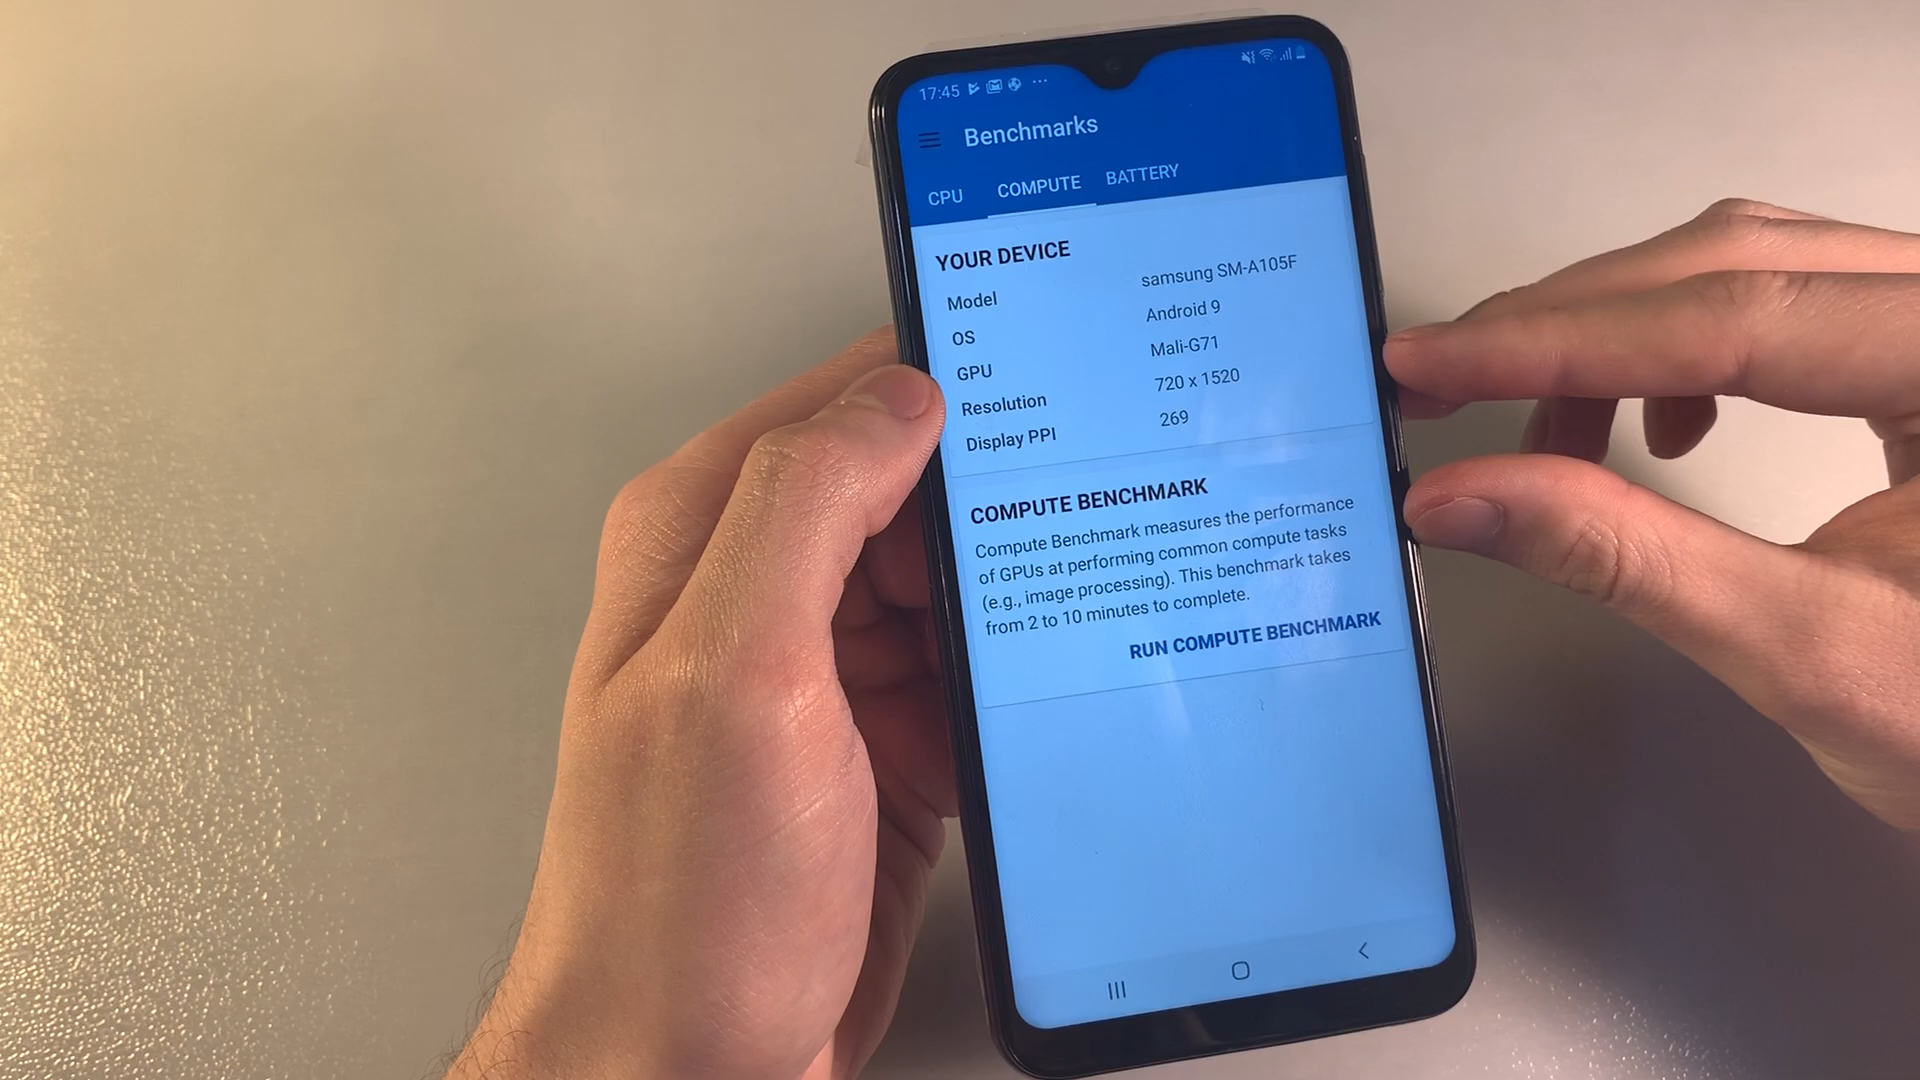 17:45
Benchmarks
CPU COMPUTE BATTERY
YOUR DEVICE
Model samsung SM-A105F
OS Android 9
GPU Mali-G71
Resolution 720 x 1520
Display PPI 269
COMPUTE BENCHMARK
Compute Benchmark measures the performance
of GPUs at performing common compute tasks
(e.g., image processing). This benchmark takes
from 2 to 10 minutes to complete.
RUN COMPUTE BENCHMARK